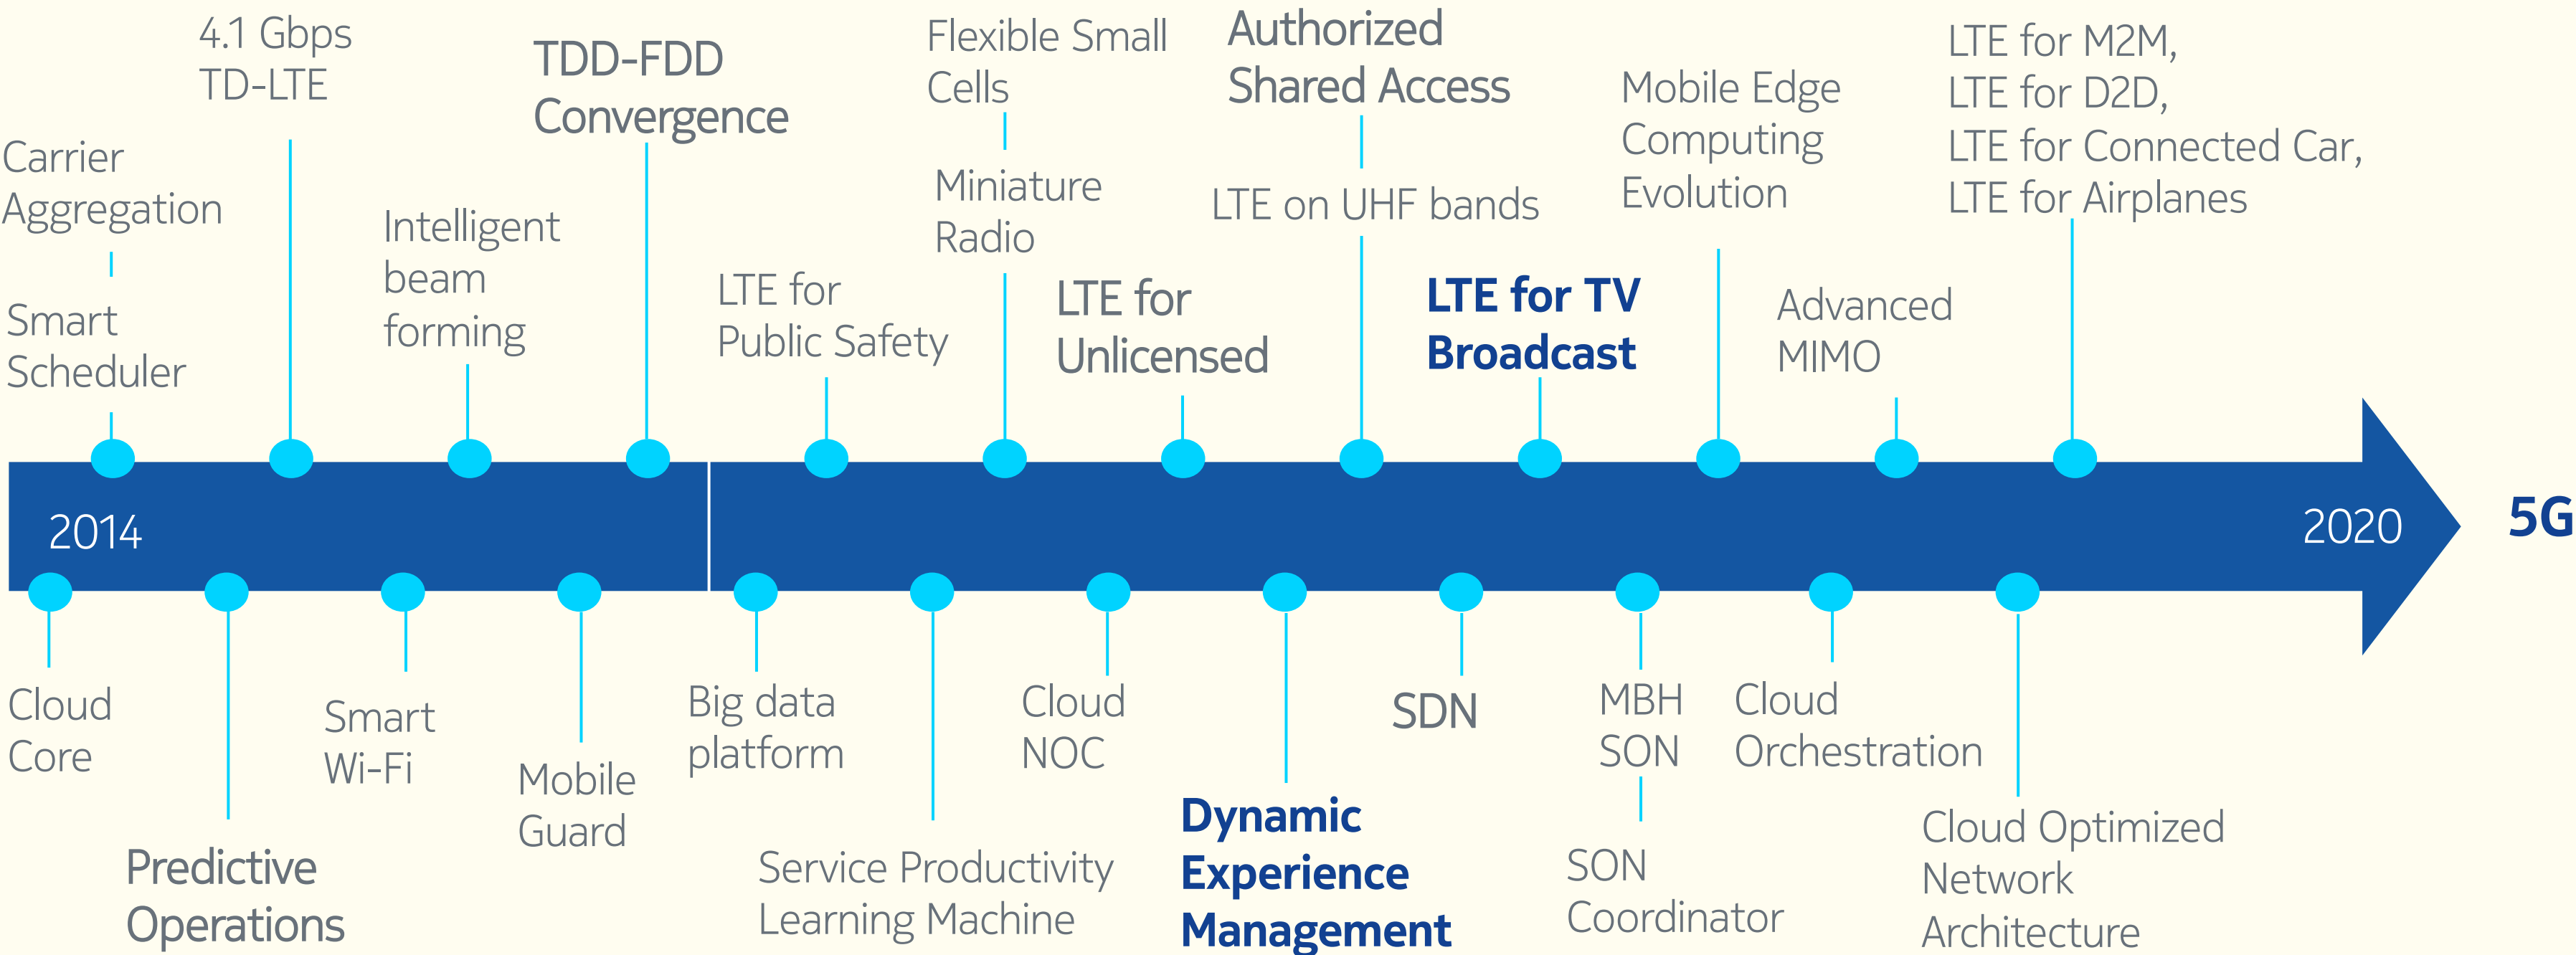 4.1 Gbps
TD-LTE
Carrier
Aggregation
Smart
Scheduler
Intelligent
beam
forming
TDD-FDD
Convergence
LTE for
Public Safety
Flexible Small
Cells
Miniature
Radio
LTE for
Unlicensed
Authorized
Shared Access
LTE on UHF bands
LTE for TV
Broadcast
Mobile Edge
Computing
Evolution
Advanced
MIMO
LTE for M2M,
LTE for D2D,
LTE for Connected Car,
LTE for Airplanes
2014
2020
5G
Cloud
Core
Predictive
Operations
Smart
Wi-Fi
Mobile
Guard
Big data
platform
Service Productivity
Learning Machine
Cloud
NOC
Dynamic
Experience
Management
SDN
MBH
SON
SON
Coordinator
Cloud
Orchestration
Cloud Optimized
Network
Architecture